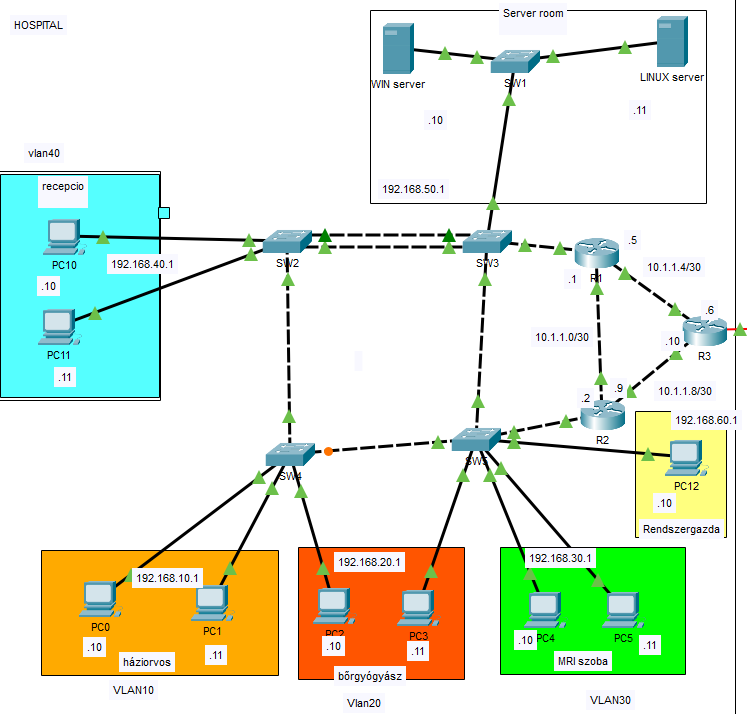 HOSPITAL
Server room
WIN server
SW1
LINUX server
.10
.11
192.168.50.1
vlan40
recepcio
PC10
.10
192.168.40.1
PC11
.11
SW2
SW3
R1
.5
.1
10.1.1.4/30
.6
.10
R3
10.1.1.0/30
.9
.2
10.1.1.8/30
R2
SW4
SW5
192.168.60.1
PC12
.10
Rendszergazda
192.168.10.1
PC0
.10
PC1
.11
háziorvos
VLAN10
192.168.20.1
PC2
.10
PC3
.11
bőrgyógyász
Vlan20
192.168.30.1
PC4
.10
PC5
.11
MRI szoba
VLAN30